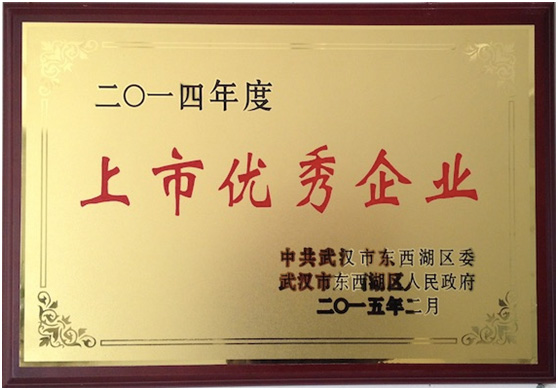 二〇一四年度
上市优秀企业
中共武汉市东西湖区委
武汉市东西湖区人民政府
二〇一五年二月